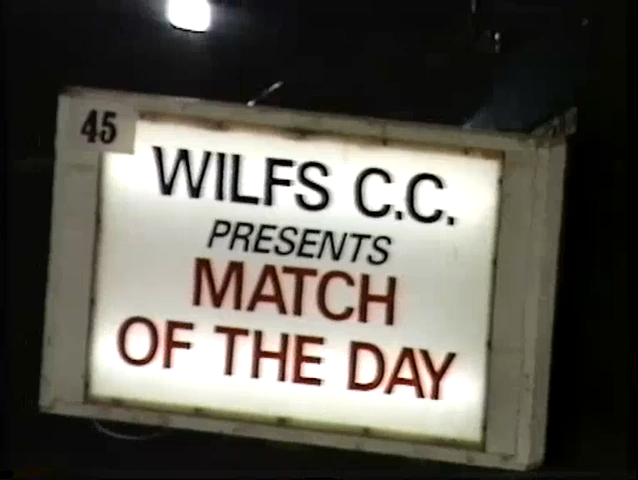 45
WILFS C.C.
PRESENTS
MATCH
OF THE DAY